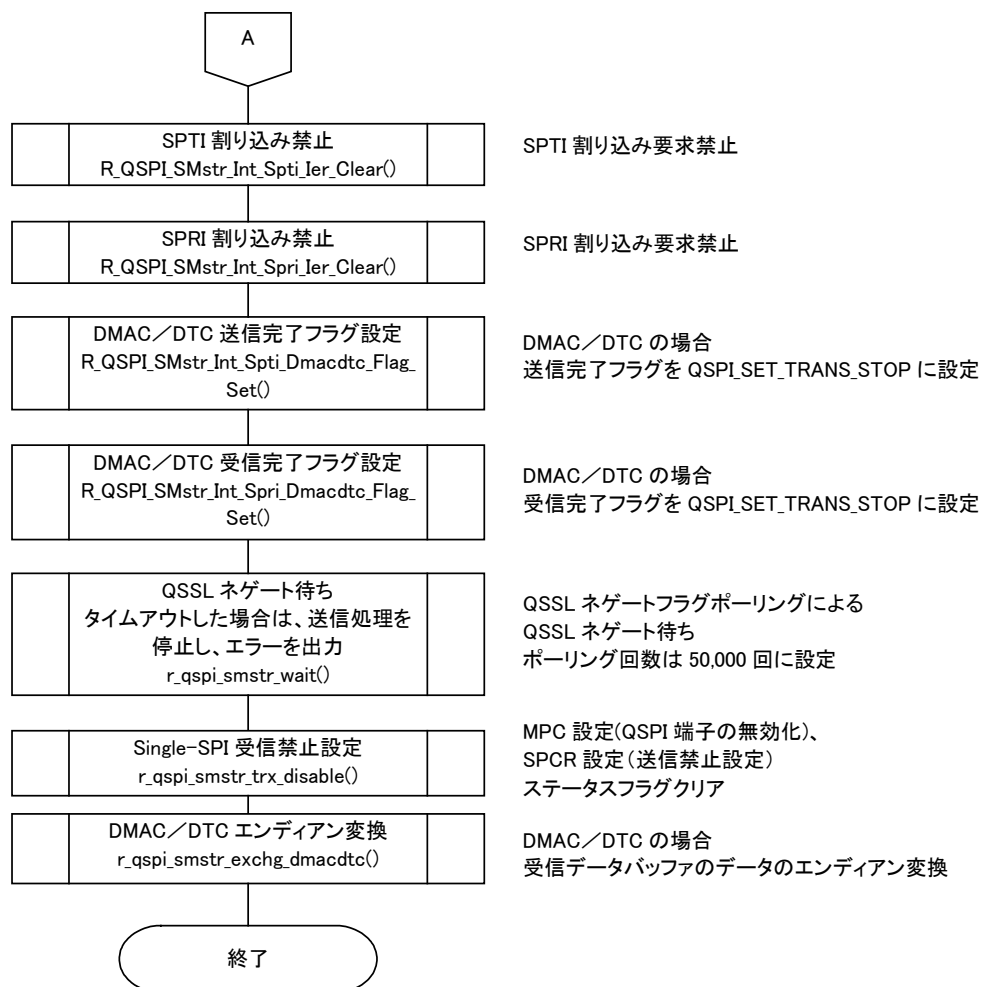 A
SPTI 割り込み禁止
R_QSPI_SMstr_Int_Spti_Ier_Clear()
SPTI 割り込み要求禁止
SPRI 割り込み禁止
R_QSPI_SMstr_Int_Spri_Ier_Clear()
SPRI 割り込み要求禁止
DMAC／DTC 送信完了フラグ設定
R_QSPI_SMstr_Int_Spti_Dmacdtc_Flag_
Set()
DMAC／DTC の場合
送信完了フラグを QSPI_SET_TRANS_STOP に設定
DMAC／DTC 受信完了フラグ設定
R_QSPI_SMstr_Int_Spri_Dmacdtc_Flag_
Set()
DMAC／DTC の場合
受信完了フラグを QSPI_SET_TRANS_STOP に設定
QSSL ネゲート待ち
タイムアウトした場合は、送信処理を
停止し、エラーを出力
r_qspi_smstr_wait()
QSSL ネゲートフラグポーリングによる
QSSL ネゲート待ち
ポーリング回数は 50,000 回に設定
Single-SPI 受信禁止設定
r_qspi_smstr_trx_disable()
MPC 設定(QSPI 端子の無効化)、
SPCR 設定（送信禁止設定）
ステータスフラグクリア
DMAC／DTC エンディアン変換
r_qspi_smstr_exchg_dmacdtc()
DMAC／DTC の場合
受信データバッファのデータのエンディアン変換
終了